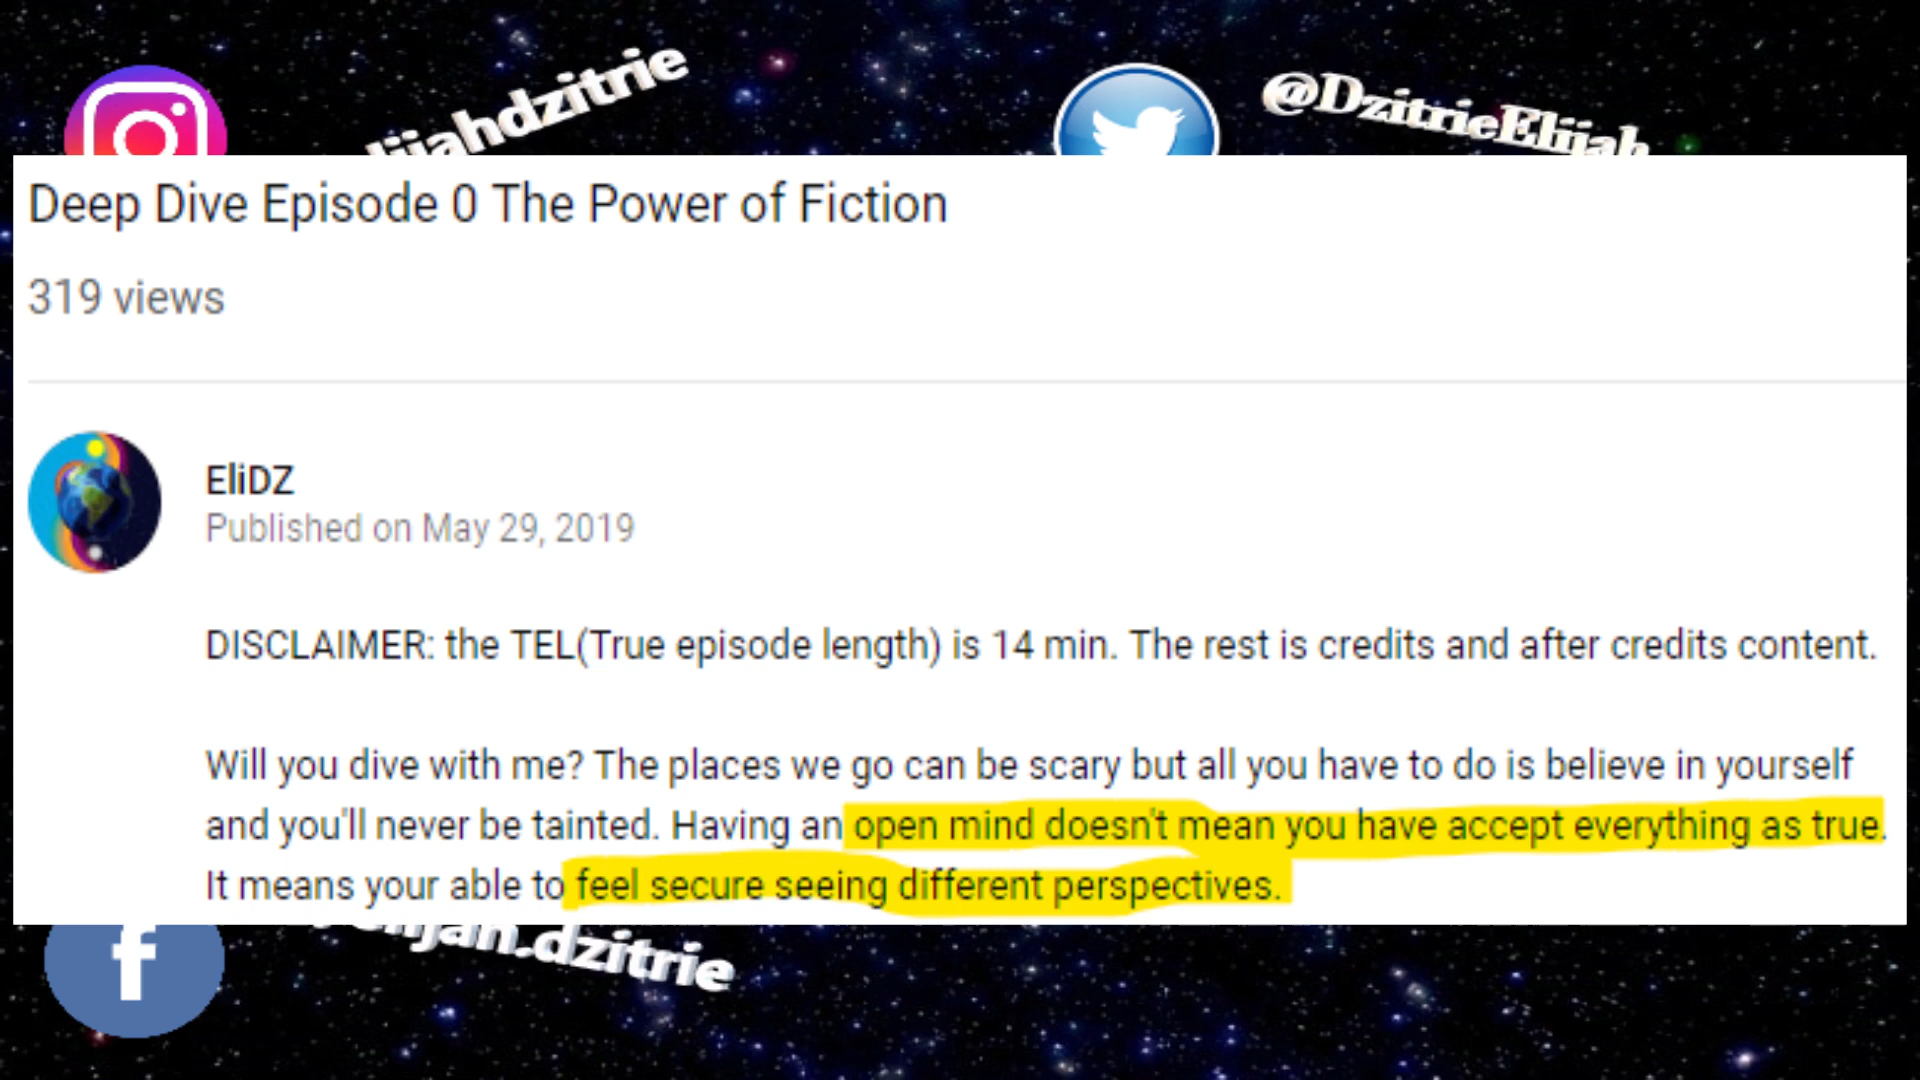 lijahdzitrie
@DzitrieElijah
Deep Dive Episode 0 The Power of Fiction
319 views
EliDZ
Published on May 29, 2019
DISCLAIMER: the TEL(True episode length) is 14 min. The rest is credits and after credits content.
Will you dive with me? The places we go can be scary but all you have to do is believe in yourself
and you'll never be tainted. Having an open mind doesn't mean you have accept everything as true.
It means your able to feel secure seeing different perspectives.
elijah.dzitrie